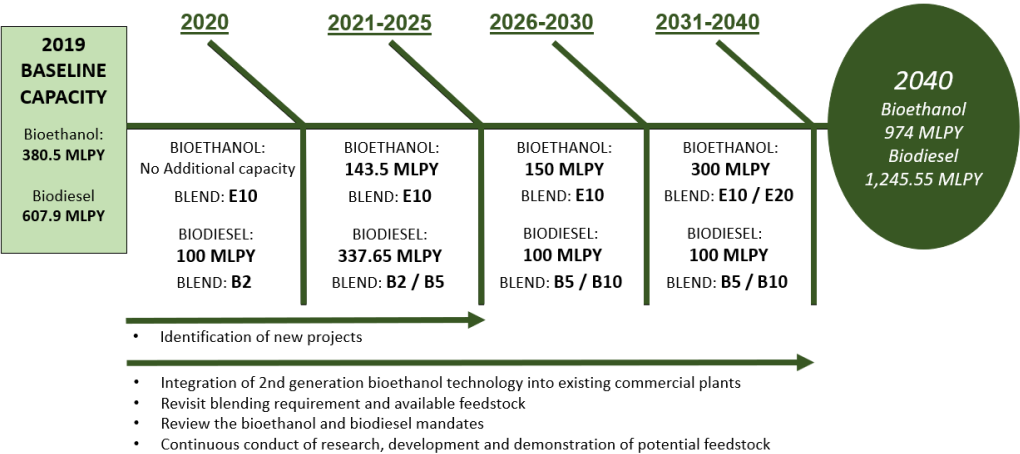 2019
BASELINE
CAPACITY
Bioethanol:
380.5 MLPY
Biodiesel
607.9 MLPY
2020
BIOETHANOL:
No Additional capacity
BLEND: E10
BIODIESEL:
100 MLPY
BLEND: B2
2021-2025
BIOETHANOL:
143.5 MLPY
BLEND: E10
BIODIESEL:
337.65 MLPY
BLEND: B2 / B5
2026-2030
BIOETHANOL:
150 MLPY
BLEND: E10
BIODIESEL:
100 MLPY
BLEND: B5 / B10
2031-2040
BIOETHANOL:
300 MLPY
BLEND: E10 / E20
BIODIESEL:
100 MLPY
BLEND: B5 / B10
2040
Bioethanol
974 MLPY
Biodiesel
1,245.55 MLPY
• Identification of new projects
• Integration of 2nd generation bioethanol technology into existing commercial plants
• Revisit blending requirement and available feedstock
• Review the bioethanol and biodiesel mandates
• Continuous conduct of research, development and demonstration of potential feedstock